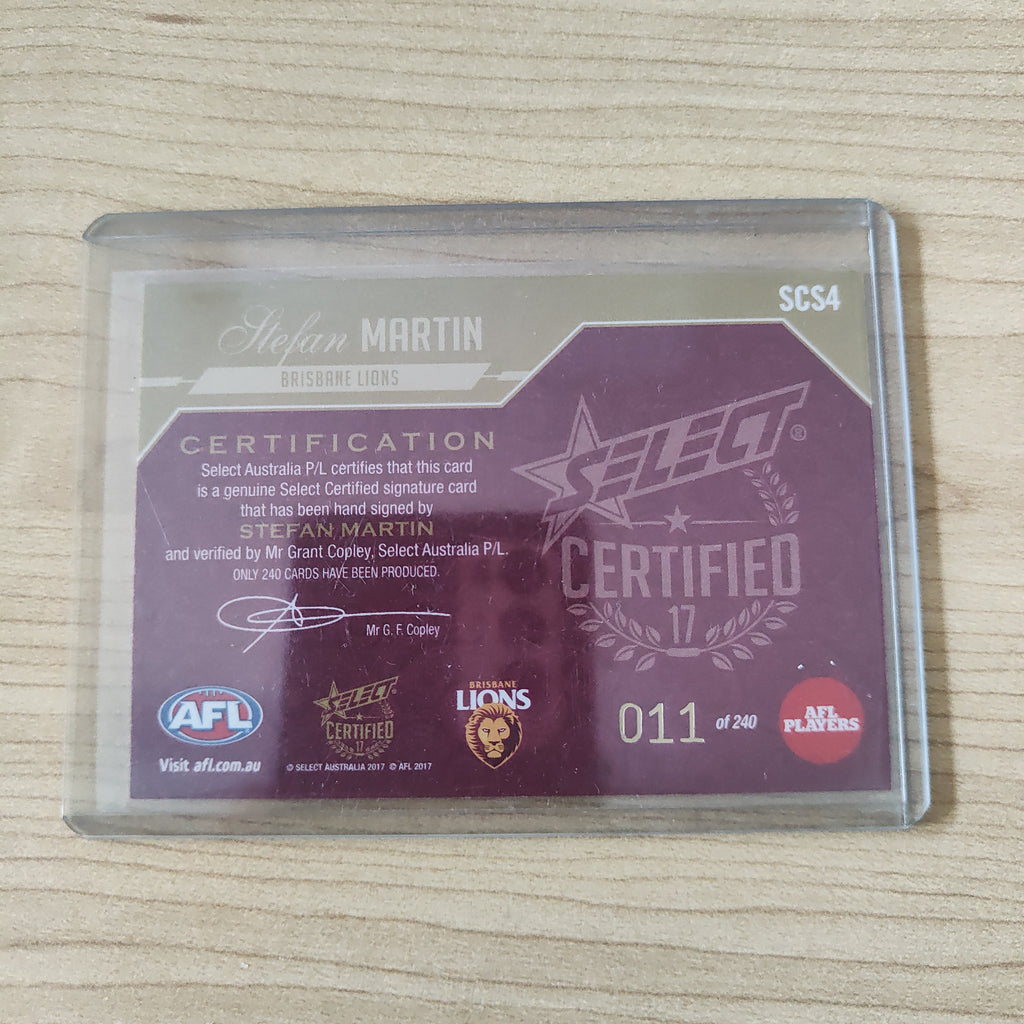 SCS4
Stefan MARTIN
BRISBANE LIONS
CERTIFICATION
Select Australia P/L certifies that this card
is a genuine Select Certified signature card
that has been hand signed by
STEFAN MARTIN
and verified by Mr Grant Copley, Select Australia P/L.
ONLY 240 CARDS HAVE BEEN PRODUCED.
Mr G. F. Copley
SELECT®
CERTIFIED
17
AFL
Visit afl.com.au
SELECT
CERTIFIED
17
© SELECT AUSTRALIA 2017 © AFL 2017
BRISBANE
LIONS
011 of 240
AFL
PLAYERS